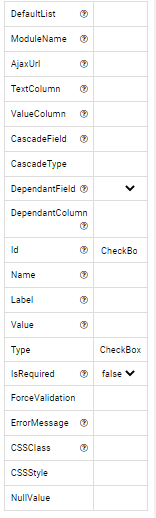 DefaultList
ModuleName
AjaxUrl
TextColumn
ValueColumn
CascadeField
CascadeType
DependantField
DependantColumn
Id CheckBo
Name
Label
Value
Type CheckBox
IsRequired false
ForceValidation
ErrorMessage
CSSClass
CSSStyle
NullValue